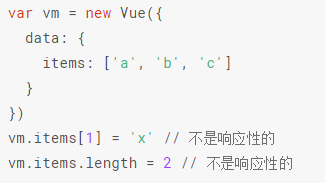 var vm = new Vue({
  data: {
    items: ['a', 'b', 'c']
  }
})
vm.items[1] = 'x' // 不是响应性的
vm.items.length = 2 // 不是响应性的